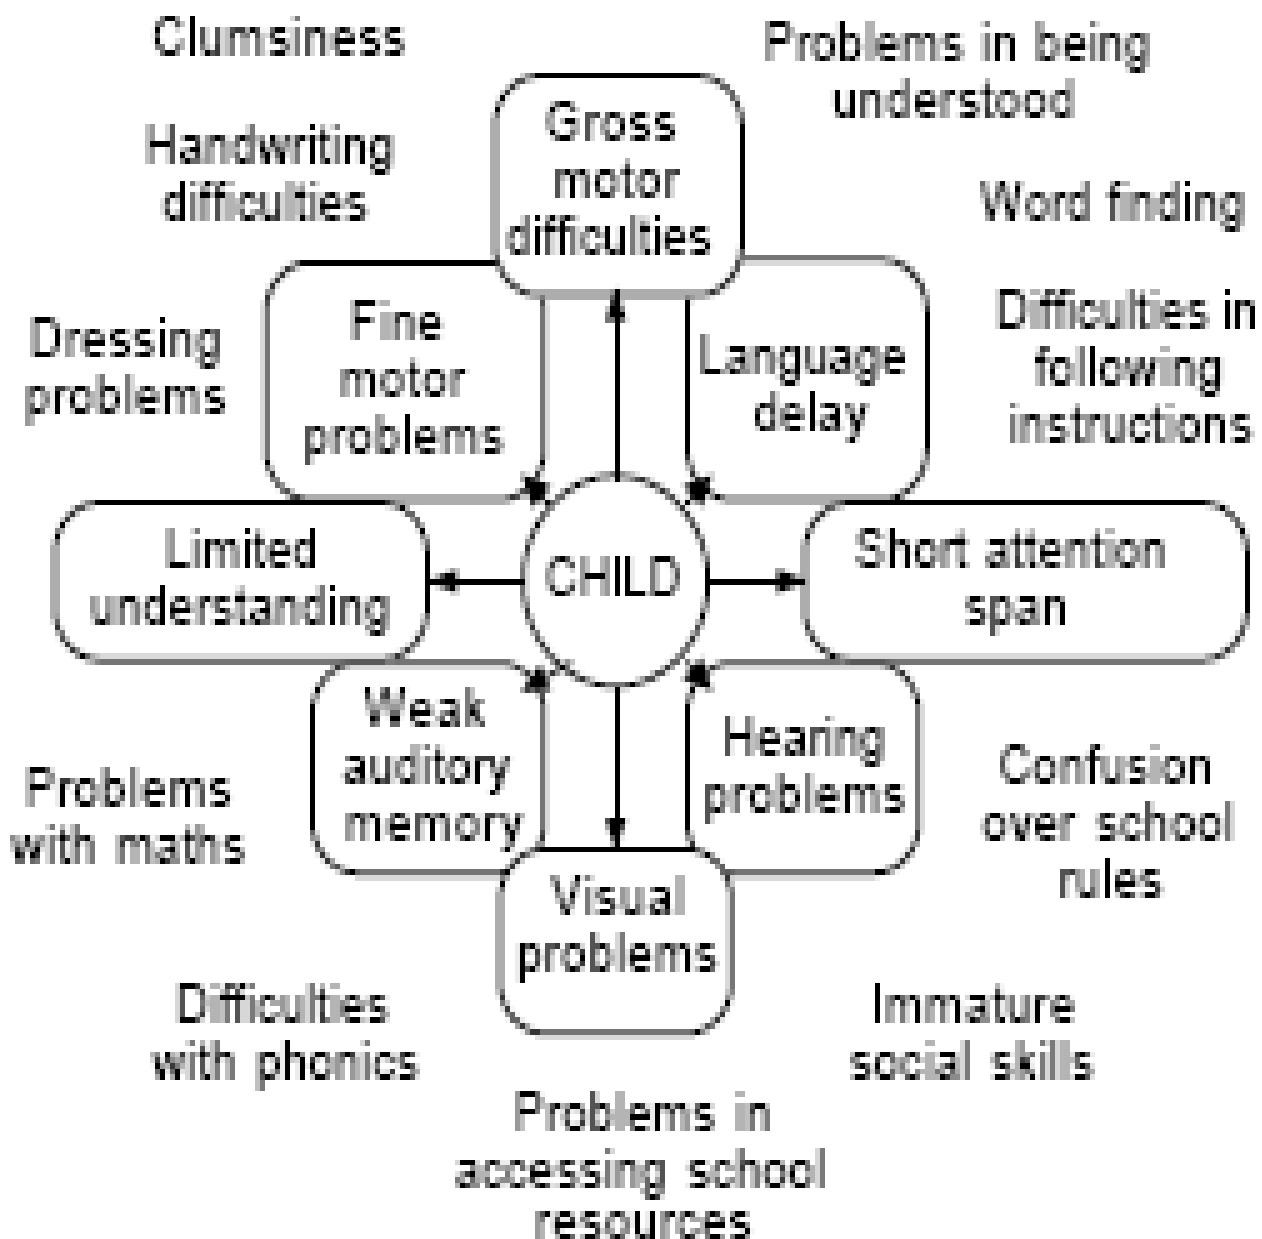 Clumsiness
Problems in being
understood
Gross
motor
difficulties
Handwriting
difficulties
Word finding
Fine
motor
problems
Language
delay
Dressing
problems
Difficulties in
following
instructions
Limited
understanding
CHILD
Short attention
span
Weak
auditory
memory
Hearing
problems
Problems
with maths
Confusion
over school
rules
Visual
problems
Difficulties
with phonics
Immature
social skills
Problems in
accessing school
resources